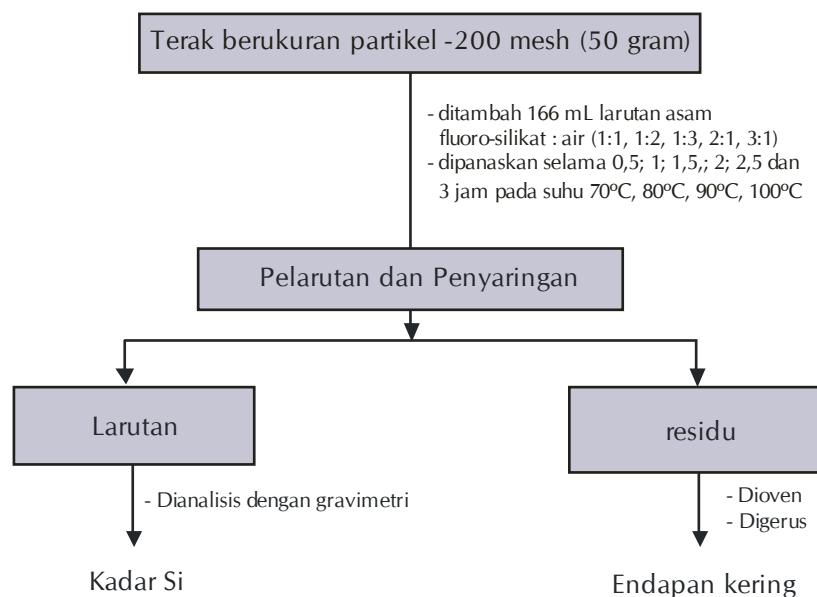 Terak berukuran partikel -200 mesh (50 gram)
- ditambah 166 mL larutan asam
fluoro-silikat : air (1:1, 1:2, 1:3, 2:1, 3:1)
- dipanaskan selama 0,5; 1; 1,5,; 2; 2,5 dan
3 jam pada suhu 70ºC, 80ºC, 90ºC, 100ºC
Pelarutan dan Penyaringan
Larutan
residu
- Dianalisis dengan gravimetri
- Dioven
- Digerus
Kadar Si
Endapan kering